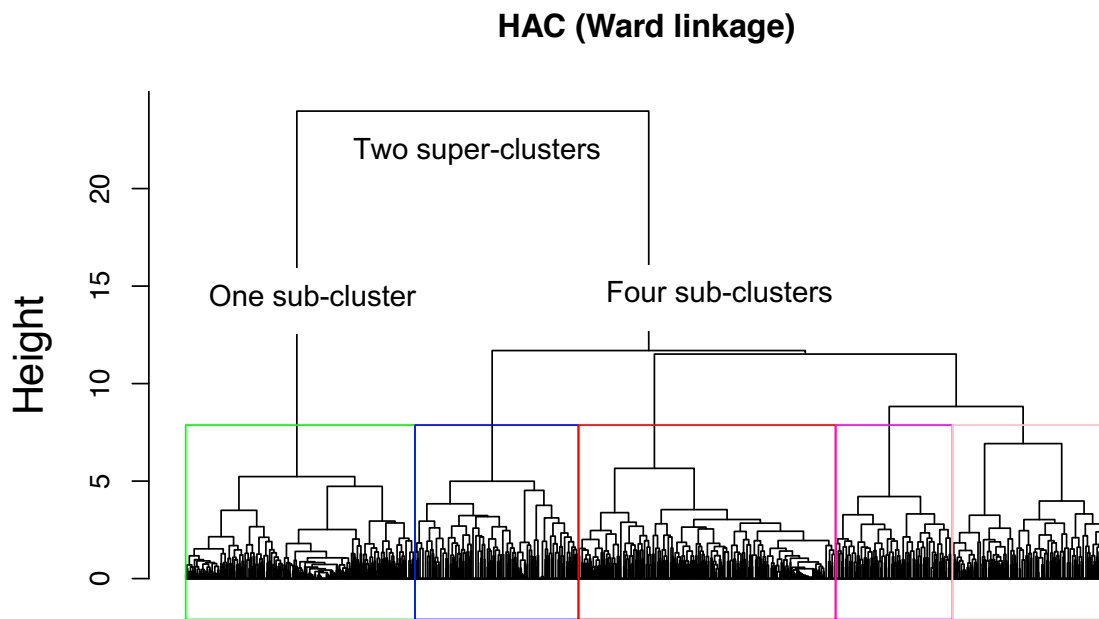 HAC (Ward linkage)
Two super-clusters
One sub-cluster
Four sub-clusters
Height
20
15
10
5
0